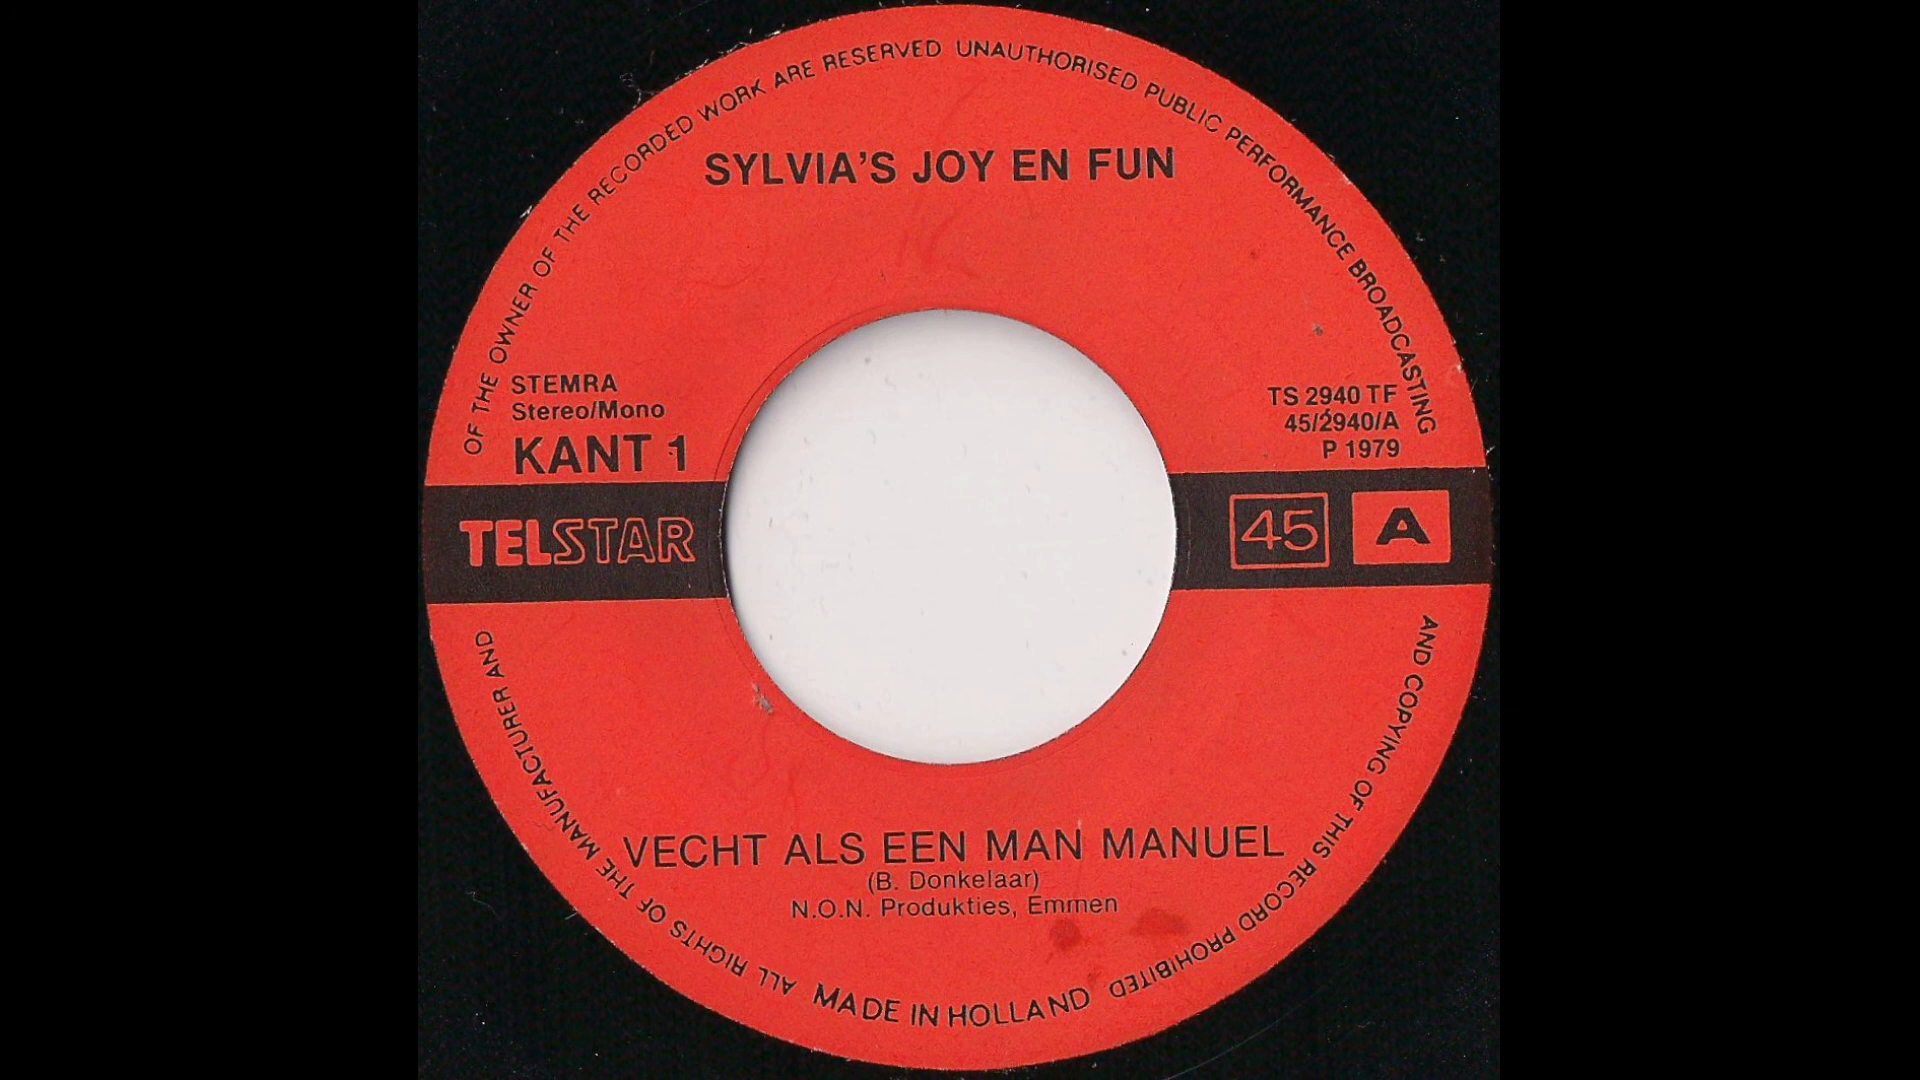 ALL RIGHTS OF THE MANUFACTURER AND OF THE OWNER OF THE RECORDED WORK ARE RESERVED UNAUTHORISED PUBLIC PERFORMANCE BROADCASTING AND COPYING OF THIS RECORD PROHIBITED
SYLVIA'S JOY EN FUN
STEMRA
Stereo/Mono
KANT 1
TS 2940 TF
45/2940/A
P 1979
TELSTAR
45 A
VECHT ALS EEN MAN MANUEL
(B. Donkelaar)
N.O.N. Produkties, Emmen
MADE IN HOLLAND